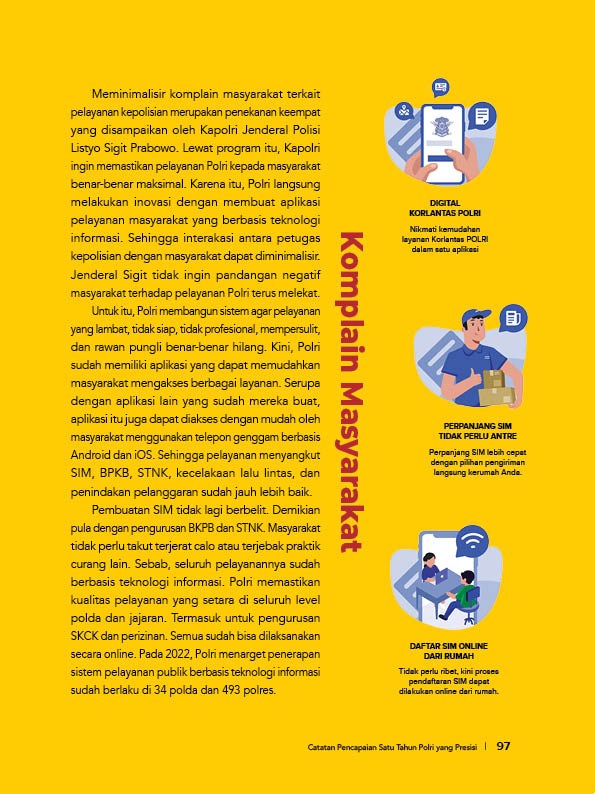 Meminimalisir komplain masyarakat terkait
pelayanan kepolisian merupakan penekanan keempat
yang disampaikan oleh Kapolri Jenderal Polisi
Listyo Sigit Prabowo. Lewat program itu, Kapolri
ingin memastikan pelayanan Polri kepada masyarakat
benar-benar maksimal. Karena itu, Polri langsung
melakukan inovasi dengan membuat aplikasi
pelayanan masyarakat yang berbasis teknologi
informasi. Sehingga interakasi antara petugas
kepolisian dengan masyarakat dapat diminimalisir.
Jenderal Sigit tidak ingin pandangan negatif
masyarakat terhadap pelayanan Polri terus melekat.
Untuk itu, Polri membangun sistem agar pelayanan
yang lambat, tidak siap, tidak profesional, mempersulit,
dan rawan pungli benar-benar hilang. Kini, Polri
sudah memiliki aplikasi yang dapat memudahkan
masyarakat mengakses berbagai layanan. Serupa
dengan aplikasi lain yang sudah mereka buat,
aplikasi itu juga dapat diakses dengan mudah oleh
masyarakat menggunakan telepon genggam berbasis
Android dan iOS. Sehingga pelayanan menyangkut
SIM, BPKB, STNK, kecelakaan lalu lintas, dan
penindakan pelanggaran sudah jauh lebih baik.
Pembuatan SIM tidak lagi berbelit. Demikian
pula dengan pengurusan BKPB dan STNK. Masyarakat
tidak perlu takut terjerat calo atau terjebak praktik
curang lain. Sebab, seluruh pelayanannya sudah
berbasis teknologi informasi. Polri memastikan
kualitas pelayanan yang setara di seluruh level
polda dan jajaran. Termasuk untuk pengurusan
SKCK dan perizinan. Semua sudah bisa dilaksanakan
secara online. Pada 2022, Polri menarget penerapan
sistem pelayanan publik berbasis teknologi informasi
sudah berlaku di 34 polda dan 493 polres.
Komplain Masyarakat
DIGITAL
KORLANTAS POLRI
Nikmati kemudahan
layanan Korlantas POLRI
dalam satu aplikasi
PERPANJANG SIM
TIDAK PERLU ANTRE
Perpanjang SIM lebih cepat
dengan pilihan pengiriman
langsung kerumah Anda.
DAFTAR SIM ONLINE
DARI RUMAH
Tidak perlu ribet, kini proses
pendaftaran SIM dapat
dilakukan online dari rumah.
Catatan Pencapaian Satu Tahun Polri yang Presisi | 97